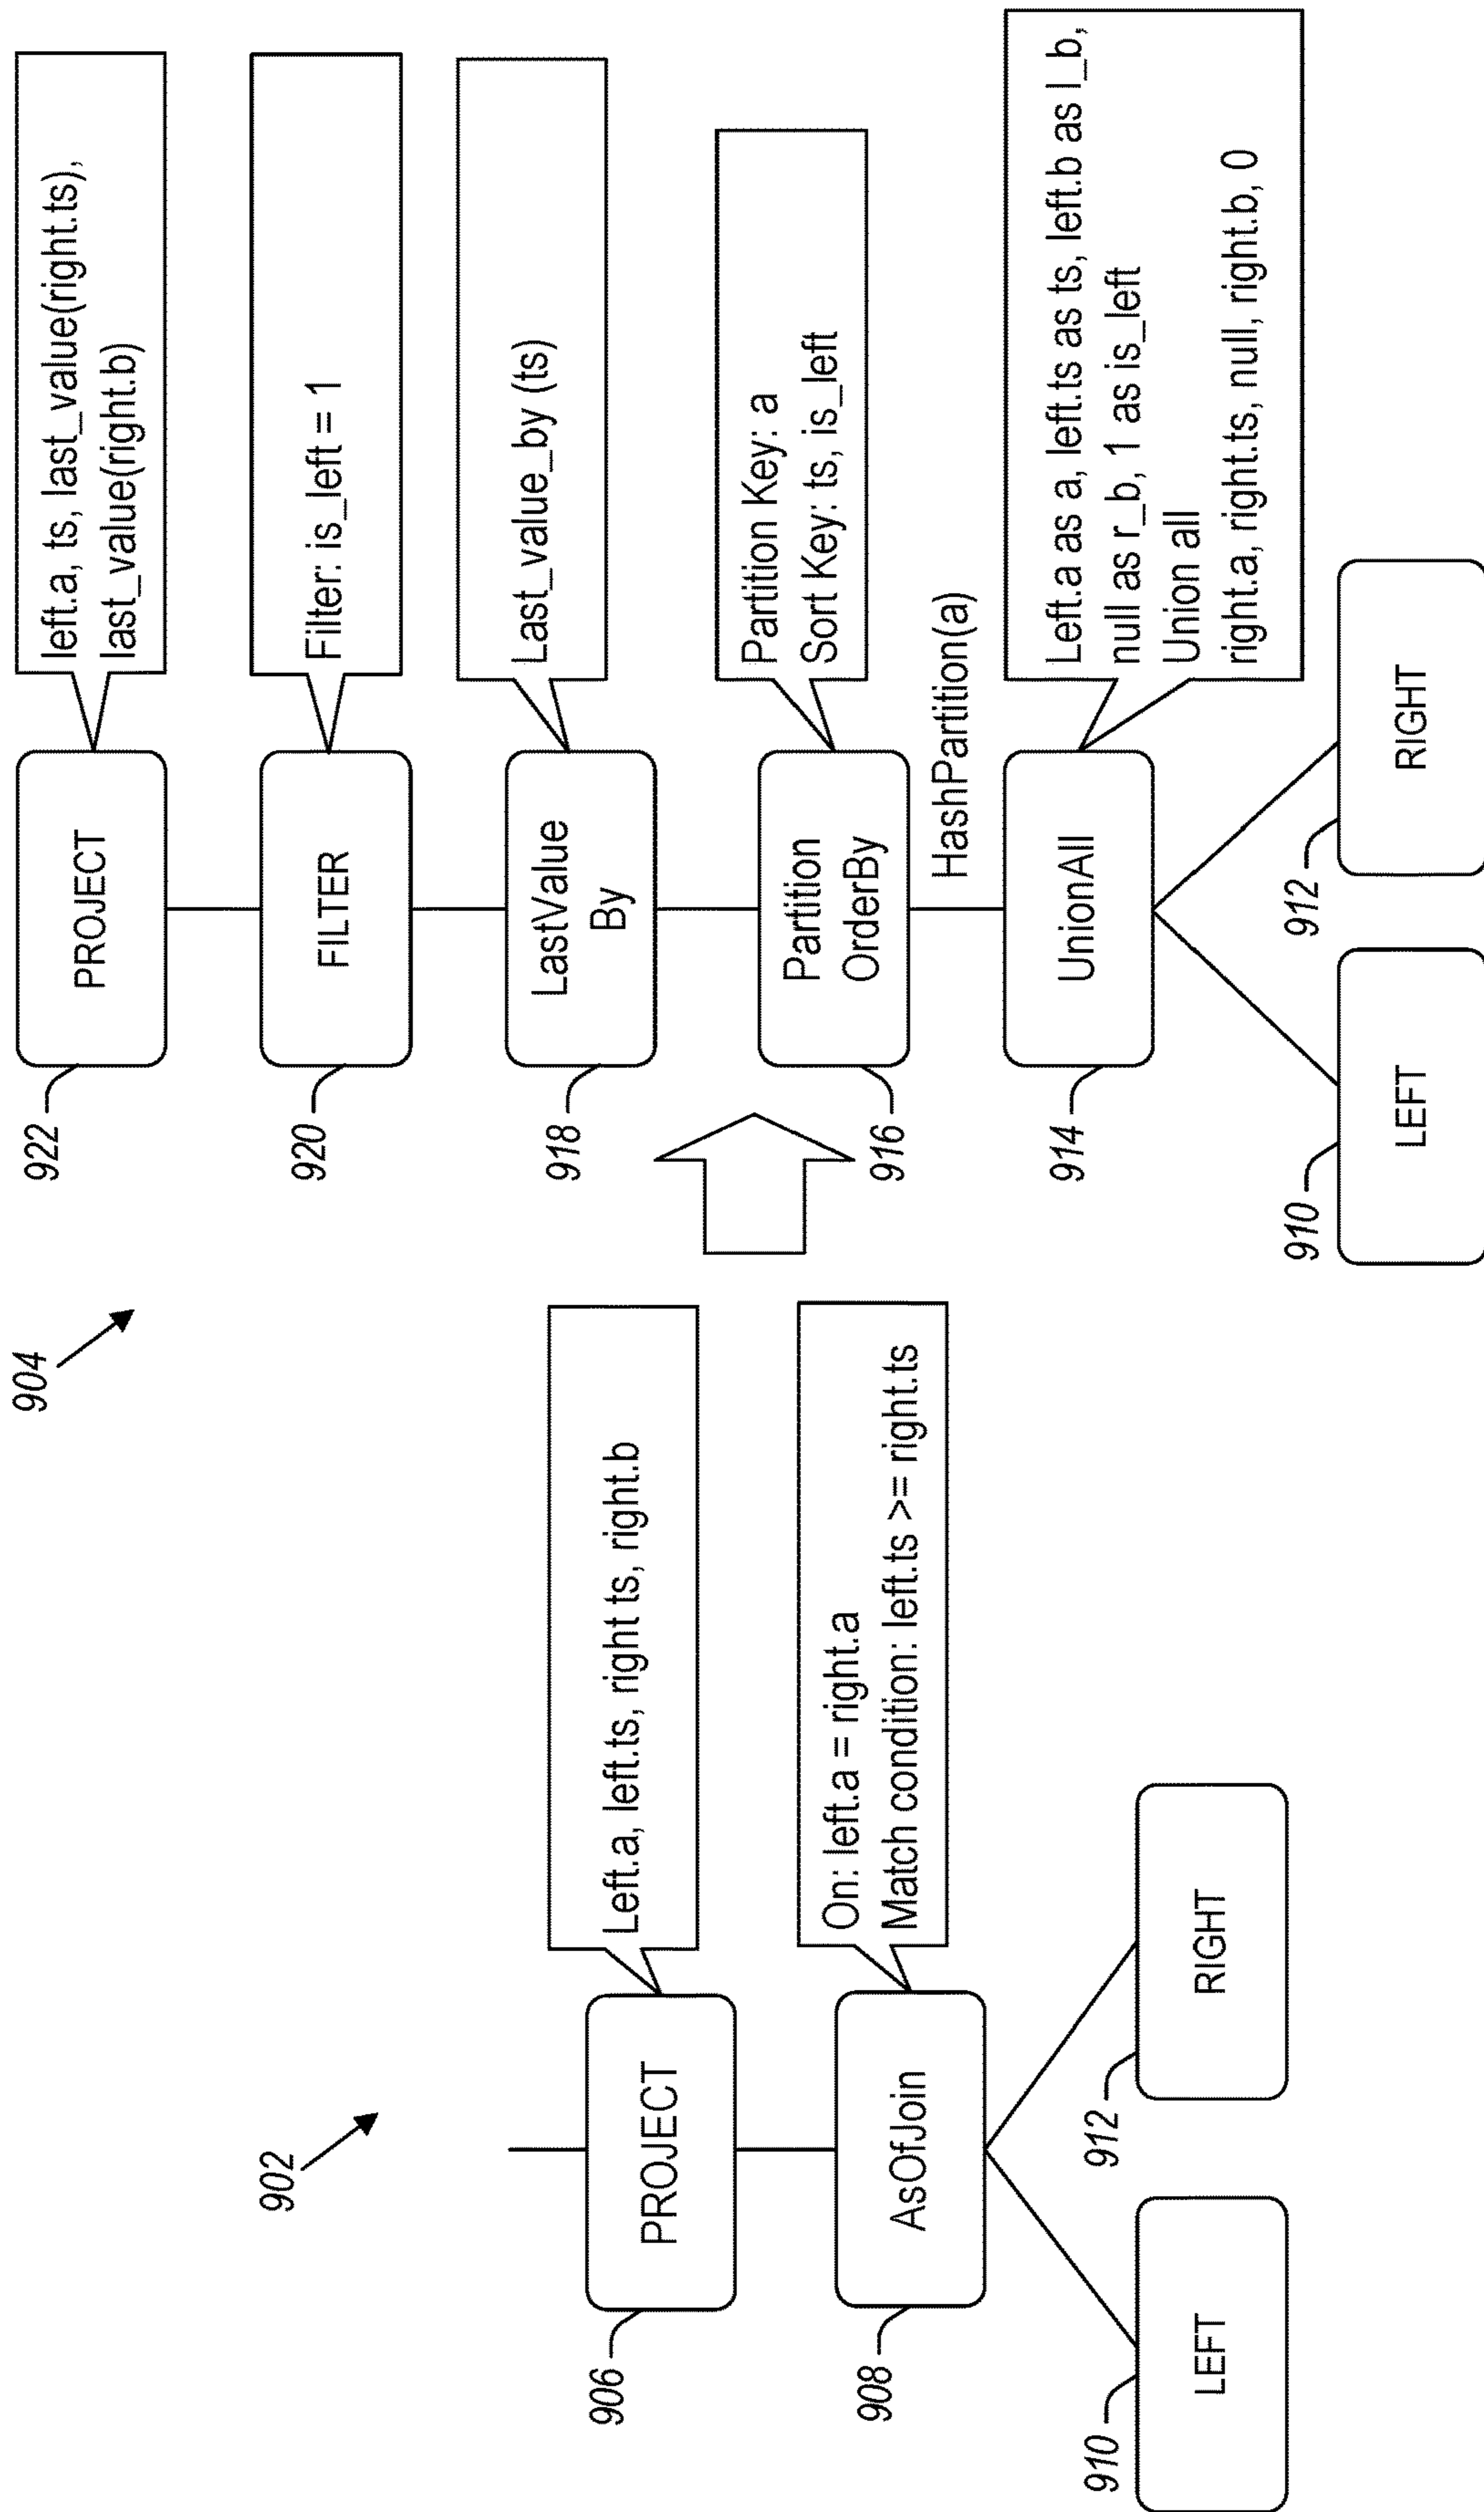 902
906
PROJECT
Left.a, left.ts, right ts, right.b
908
AsOfJoin
On: left.a = right.a
Match condition: left.ts >= right.ts
910
LEFT
912
RIGHT
904
922
PROJECT
left.a, ts, last_value(right.ts),
last_value(right.b)
920
FILTER
Filter: is_left = 1
918
LastValue
By
Last_value_by (ts)
916
Partition
OrderBy
Partition Key: a
Sort Key: ts, is_left
HashPartition(a)
914
UnionAll
Left.a as a, left.ts as ts, left.b as l_b,
null as r_b, 1 as is_left
Union all
right.a, right.ts, null, right.b, 0
910
LEFT
912
RIGHT